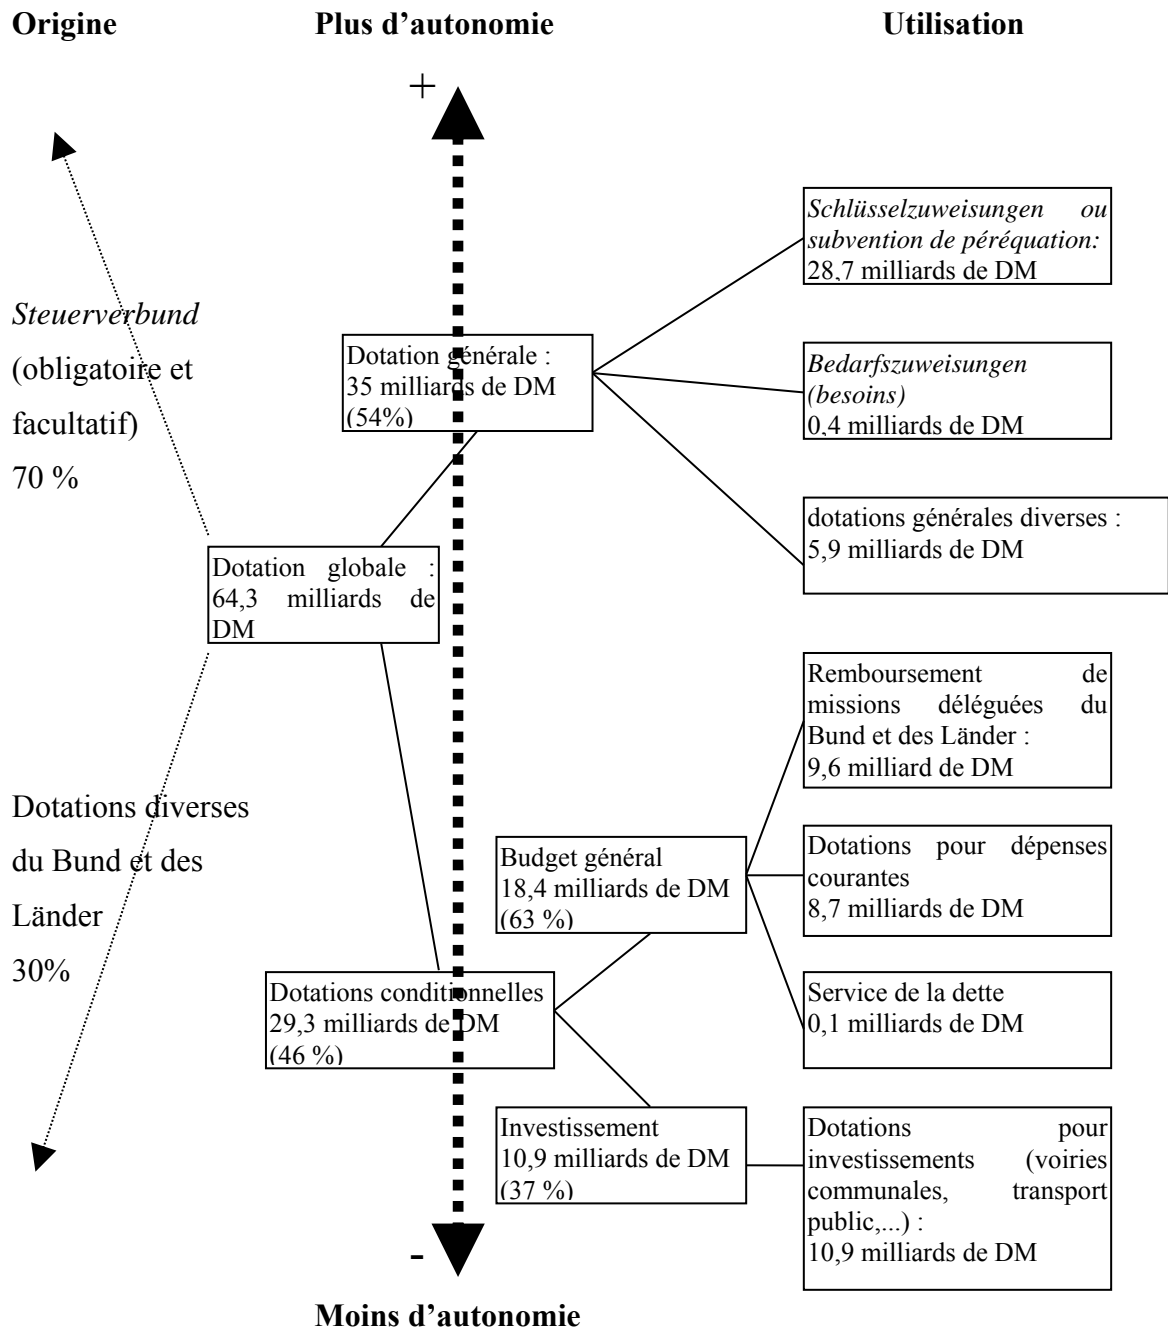 Origine
Plus d’autonomie
Utilisation
+
Schlüsselzuweisungen ou
subvention de péréquation:
28,7 milliards de DM
Steuerverbund
(obligatoire et
facultatif)
70 %
Dotation générale :
35 milliards de DM
(54%)
Bedarfszuweisungen
(besoins)
0,4 milliards de DM
dotations générales diverses :
5,9 milliards de DM
Dotation globale :
64,3 milliards de
DM
Remboursement de
missions déléguées du
Bund et des Länder :
9,6 milliard de DM
Dotations diverses
du Bund et des
Länder
30%
Budget général
18,4 milliards de DM
(63 %)
Dotations pour dépenses
courantes
8,7 milliards de DM
Dotations conditionnelles
29,3 milliards de DM
(46 %)
Service de la dette
0,1 milliards de DM
Investissement
10,9 milliards de DM
(37 %)
Dotations pour
investissements (voiries
communales, transport
public,...) :
10,9 milliards de DM
-
Moins d’autonomie